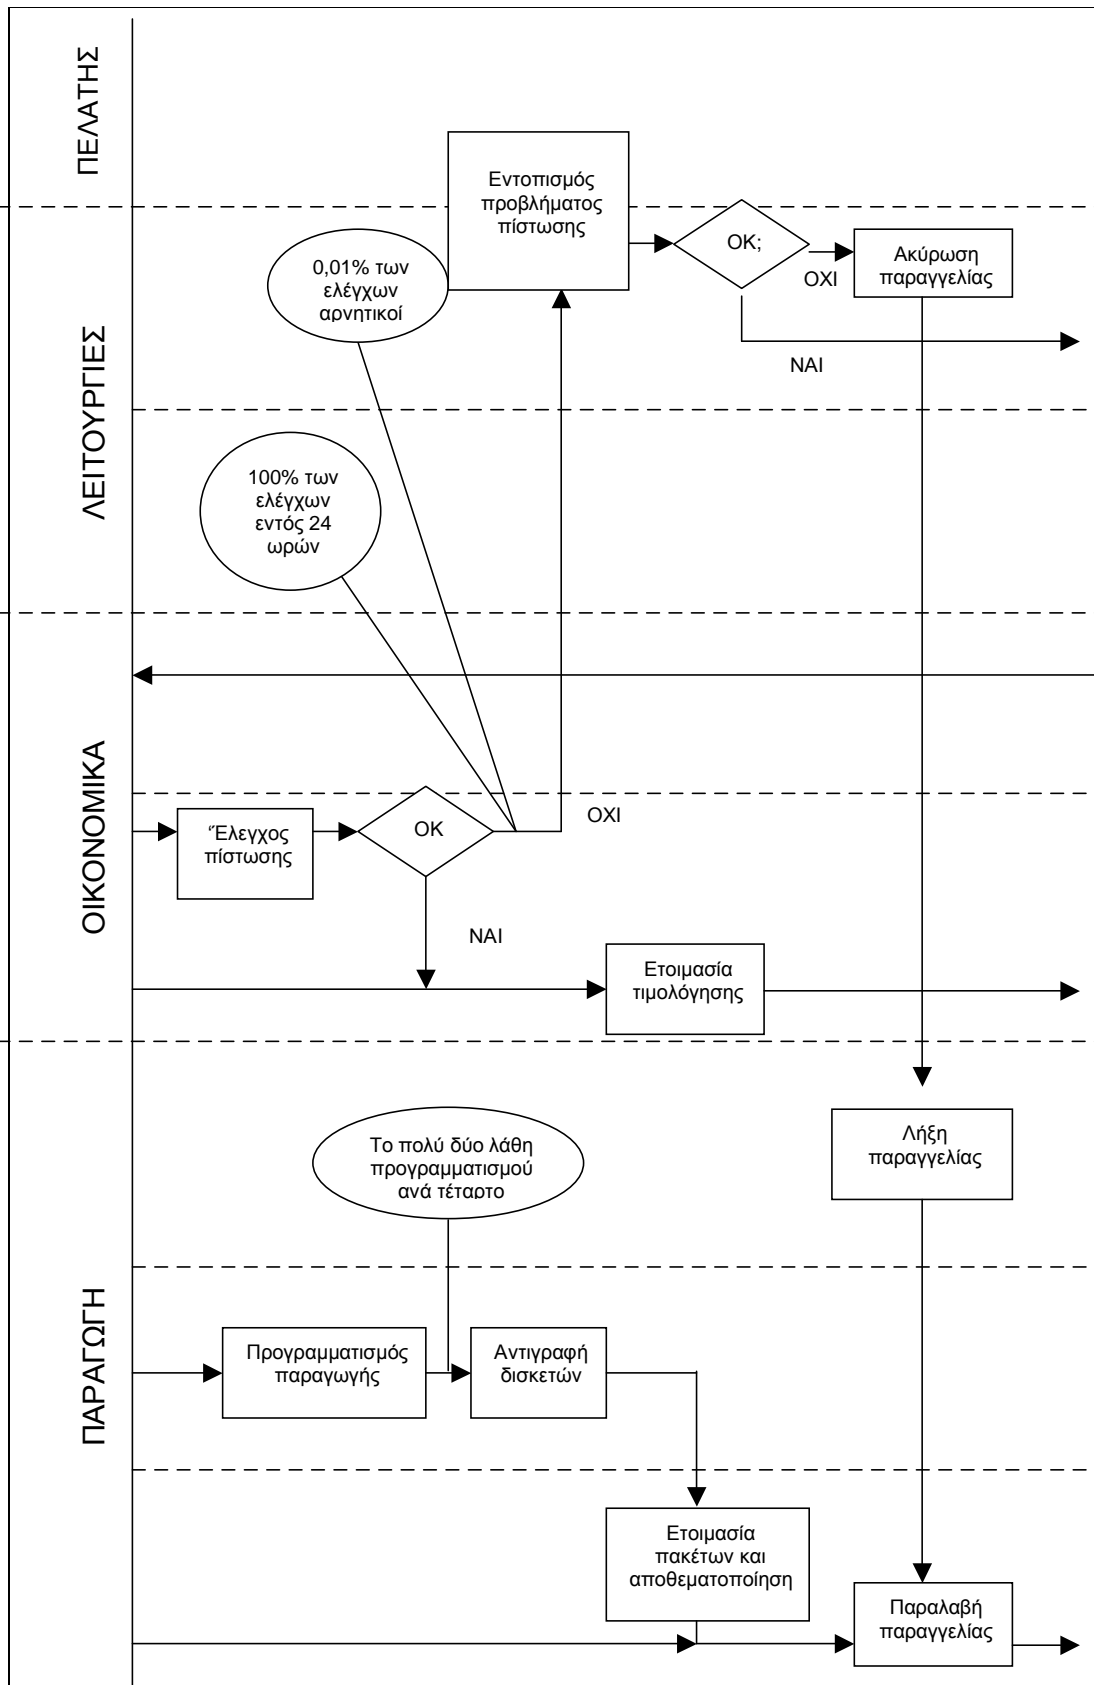 ΠΕΛΑΤΗΣ
Εντοπισμός
προβλήματος
πίστωσης
ΛΕΙΤΟΥΡΓΙΕΣ
0,01% των
ελέγχων
αρνητικοί
ΟΚ;
ΟΧΙ
Ακύρωση
παραγγελίας
ΝΑΙ
100% των
ελέγχων
εντός 24
ωρών
ΟΙΚΟΝΟΜΙΚΑ
Έλεγχος
πίστωσης
ΟΚ
ΟΧΙ
ΝΑΙ
Ετοιμασία
τιμολόγησης
ΠΑΡΑΓΩΓΗ
Το πολύ δύο λάθη
προγραμματισμού
ανά τέταρτο
Λήξη
παραγγελίας
Προγραμματισμός
παραγωγής
Αντιγραφή
δισκετών
Ετοιμασία
πακέτων και
αποθεματοποίηση
Παραλαβή
παραγγελίας